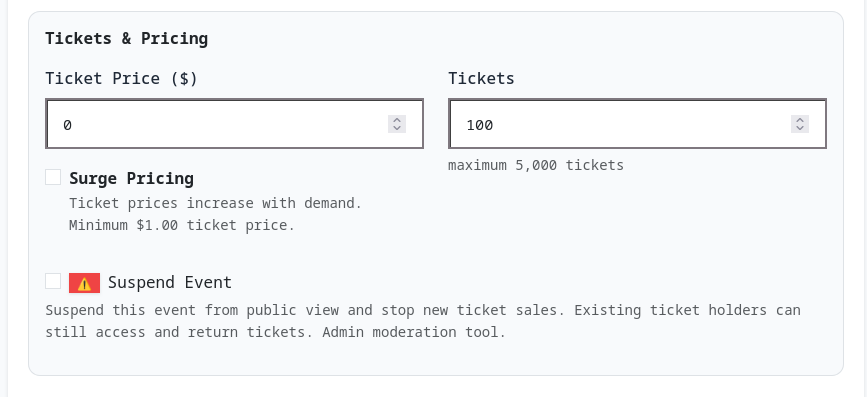 Tickets & Pricing
Ticket Price ($)
Tickets
0
100
maximum 5,000 tickets
Surge Pricing
Ticket prices increase with demand.
Minimum $1.00 ticket price.
⚠️ Suspend Event
Suspend this event from public view and stop new ticket sales. Existing ticket holders can
still access and return tickets. Admin moderation tool.